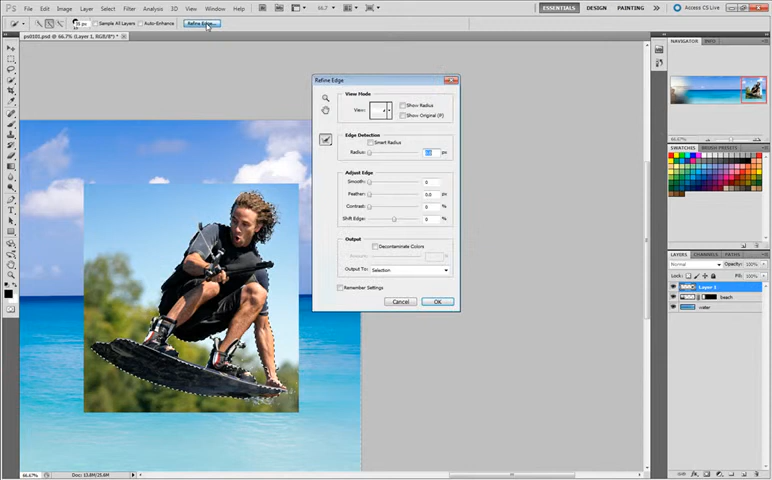 File Edit Image Layer Select Filter Analysis 3D View Window Help 66.7 ESSENTIALS DESIGN PAINTING Access CS Live
Sample All Layers Auto-Enhance Refine Edge...
ps0101.psd @ 66.7% (Layer 1, RGB/8*) *
NAVIGATOR INFO
66.67%
SWATCHES BRUSH PRESETS
Refine Edge
View Mode
View:
Show Radius
Show Original (P)
Edge Detection
Smart Radius
Radius: px
Adjust Edge
Smooth: 0
Feather: 0.0 px
Contrast: 0 %
Shift Edge: 0 %
Output
Decontaminate Colors
Amount: %
Output To: Selection
Remember Settings
Cancel OK
LAYERS CHANNELS PATHS
Normal Opacity: 100%
Lock: Fill: 100%
Layer 1
beach
water
66.67% Doc: 13.8M/25.6M